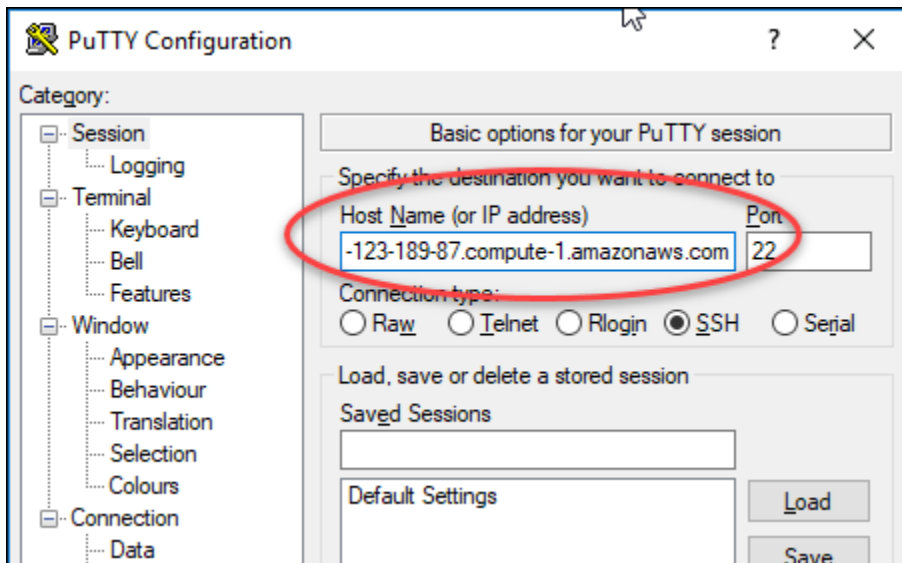 PuTTY Configuration
?
Category:
Session
Logging
Terminal
Keyboard
Bell
Features
Window
Appearance
Behaviour
Translation
Selection
Colours
Connection
Data
Basic options for your PuTTY session
Specify the destination you want to connect to
Host Name (or IP address) Port
-123-189-87.compute-1.amazonaws.com 22
Connection type:
Raw Telnet Rlogin SSH Serial
Load, save or delete a stored session
Saved Sessions
Default Settings
Load
Save